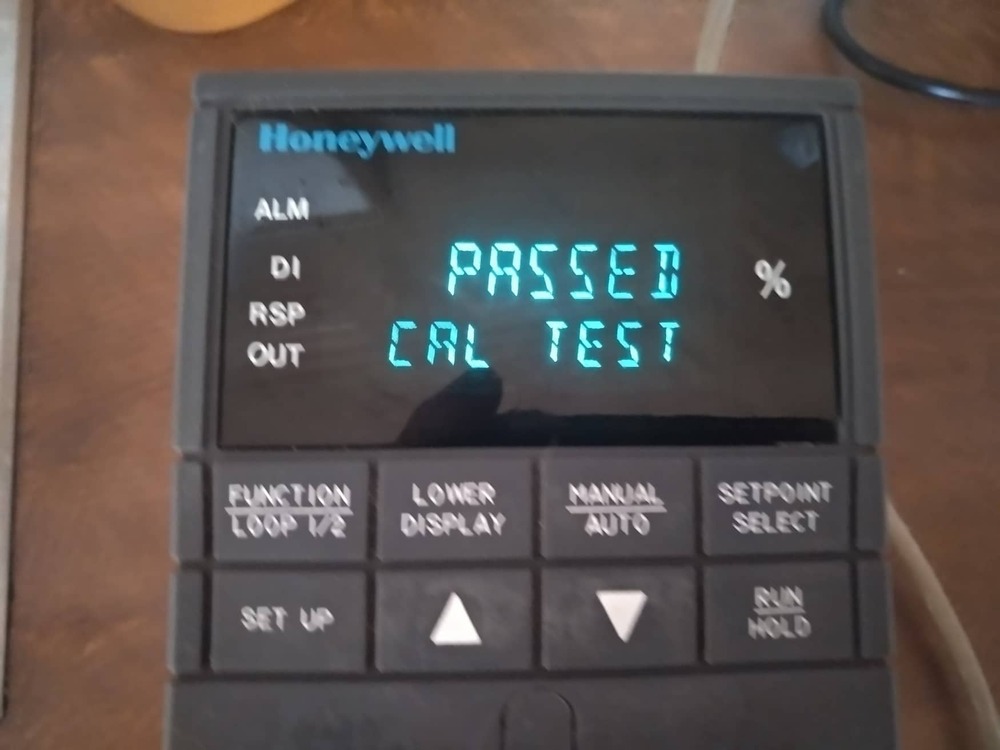 Honeywell
ALM
DI
RSP
OUT
PASSED
%
CAL TEST
FUNCTION
LOOP 1/2
LOWER
DISPLAY
MANUAL
AUTO
SETPOINT
SELECT
SET UP
RUN
HOLD